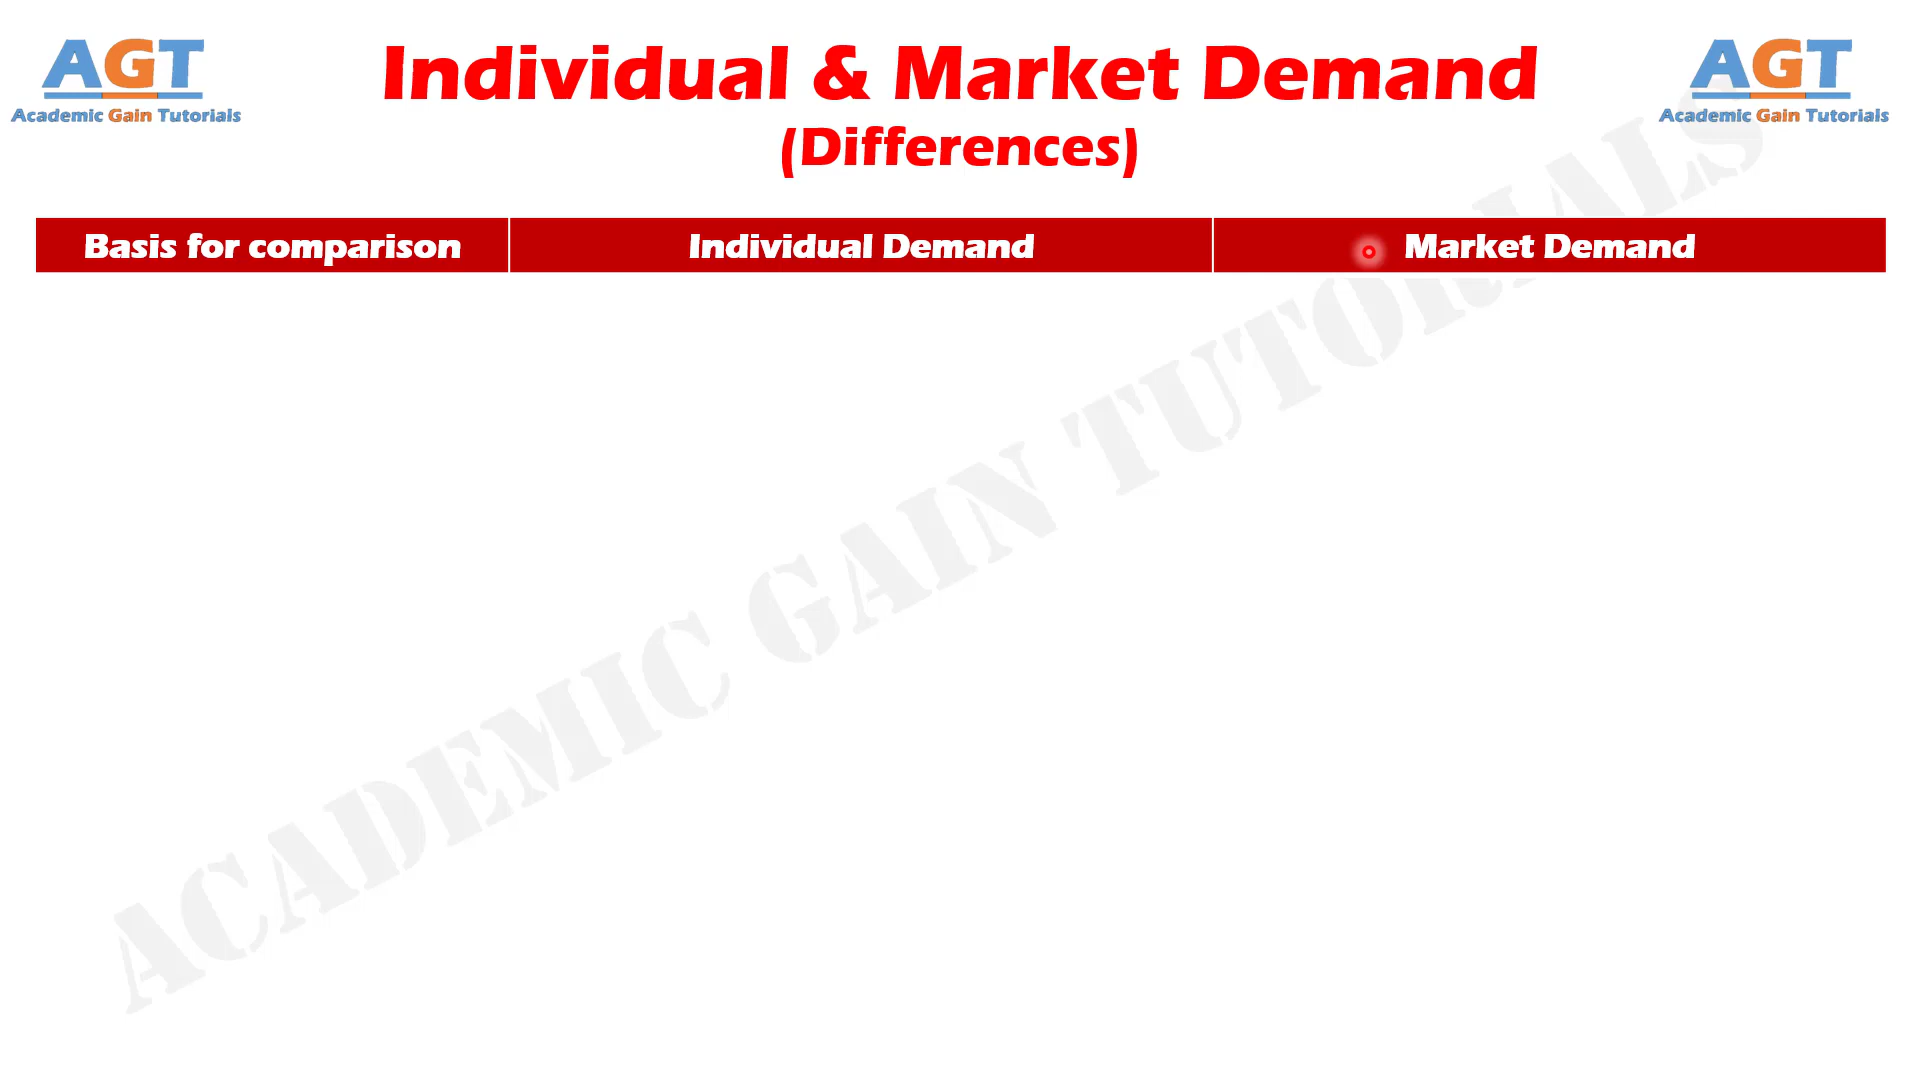 AGT
Academic Gain Tutorials
Individual & Market Demand
(Differences)
AGT
Academic Gain Tutorials
Basis for comparison
Individual Demand
Market Demand
ACADEMIC GAIN TUTORIALS